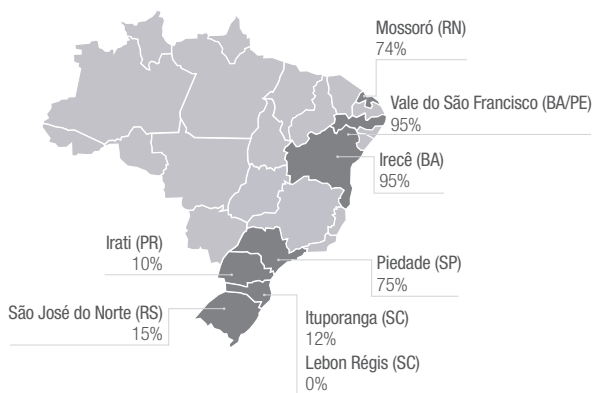 Mossoró (RN)
74%
Vale do São Francisco (BA/PE)
95%
Irecê (BA)
95%
Irati (PR)
10%
Piedade (SP)
75%
São José do Norte (RS)
15%
Ituporanga (SC)
12%
Lebon Régis (SC)
0%